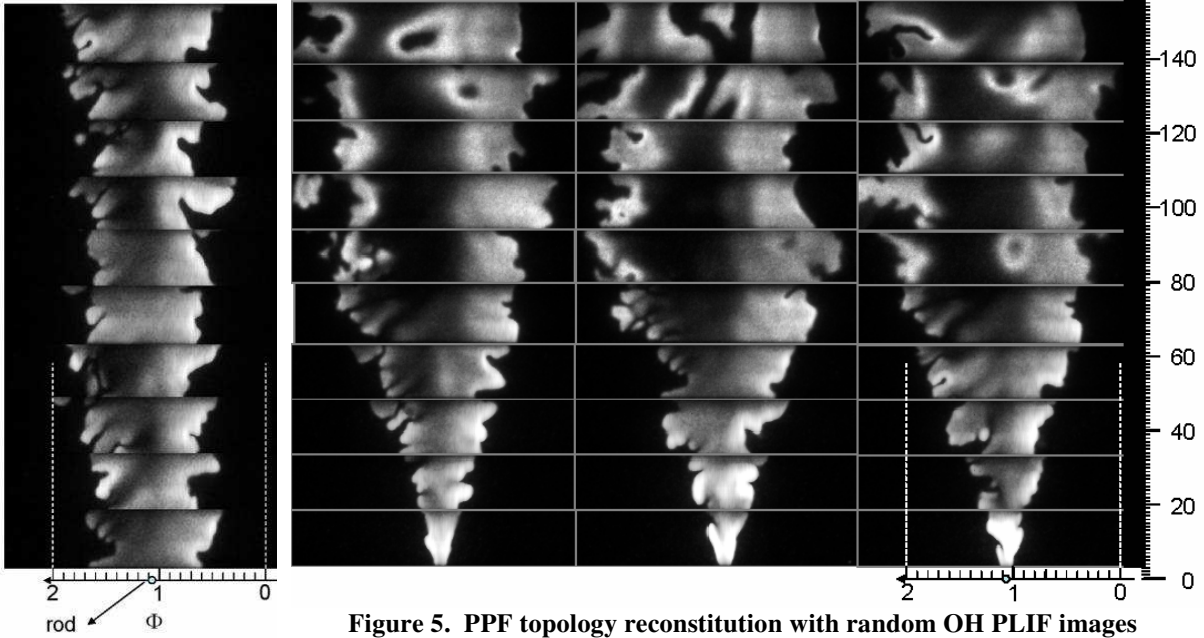 140
120
100
80
60
40
20
0
2 1 0
2 1 0
rod Φ
Figure 5. PPF topology reconstitution with random OH PLIF images